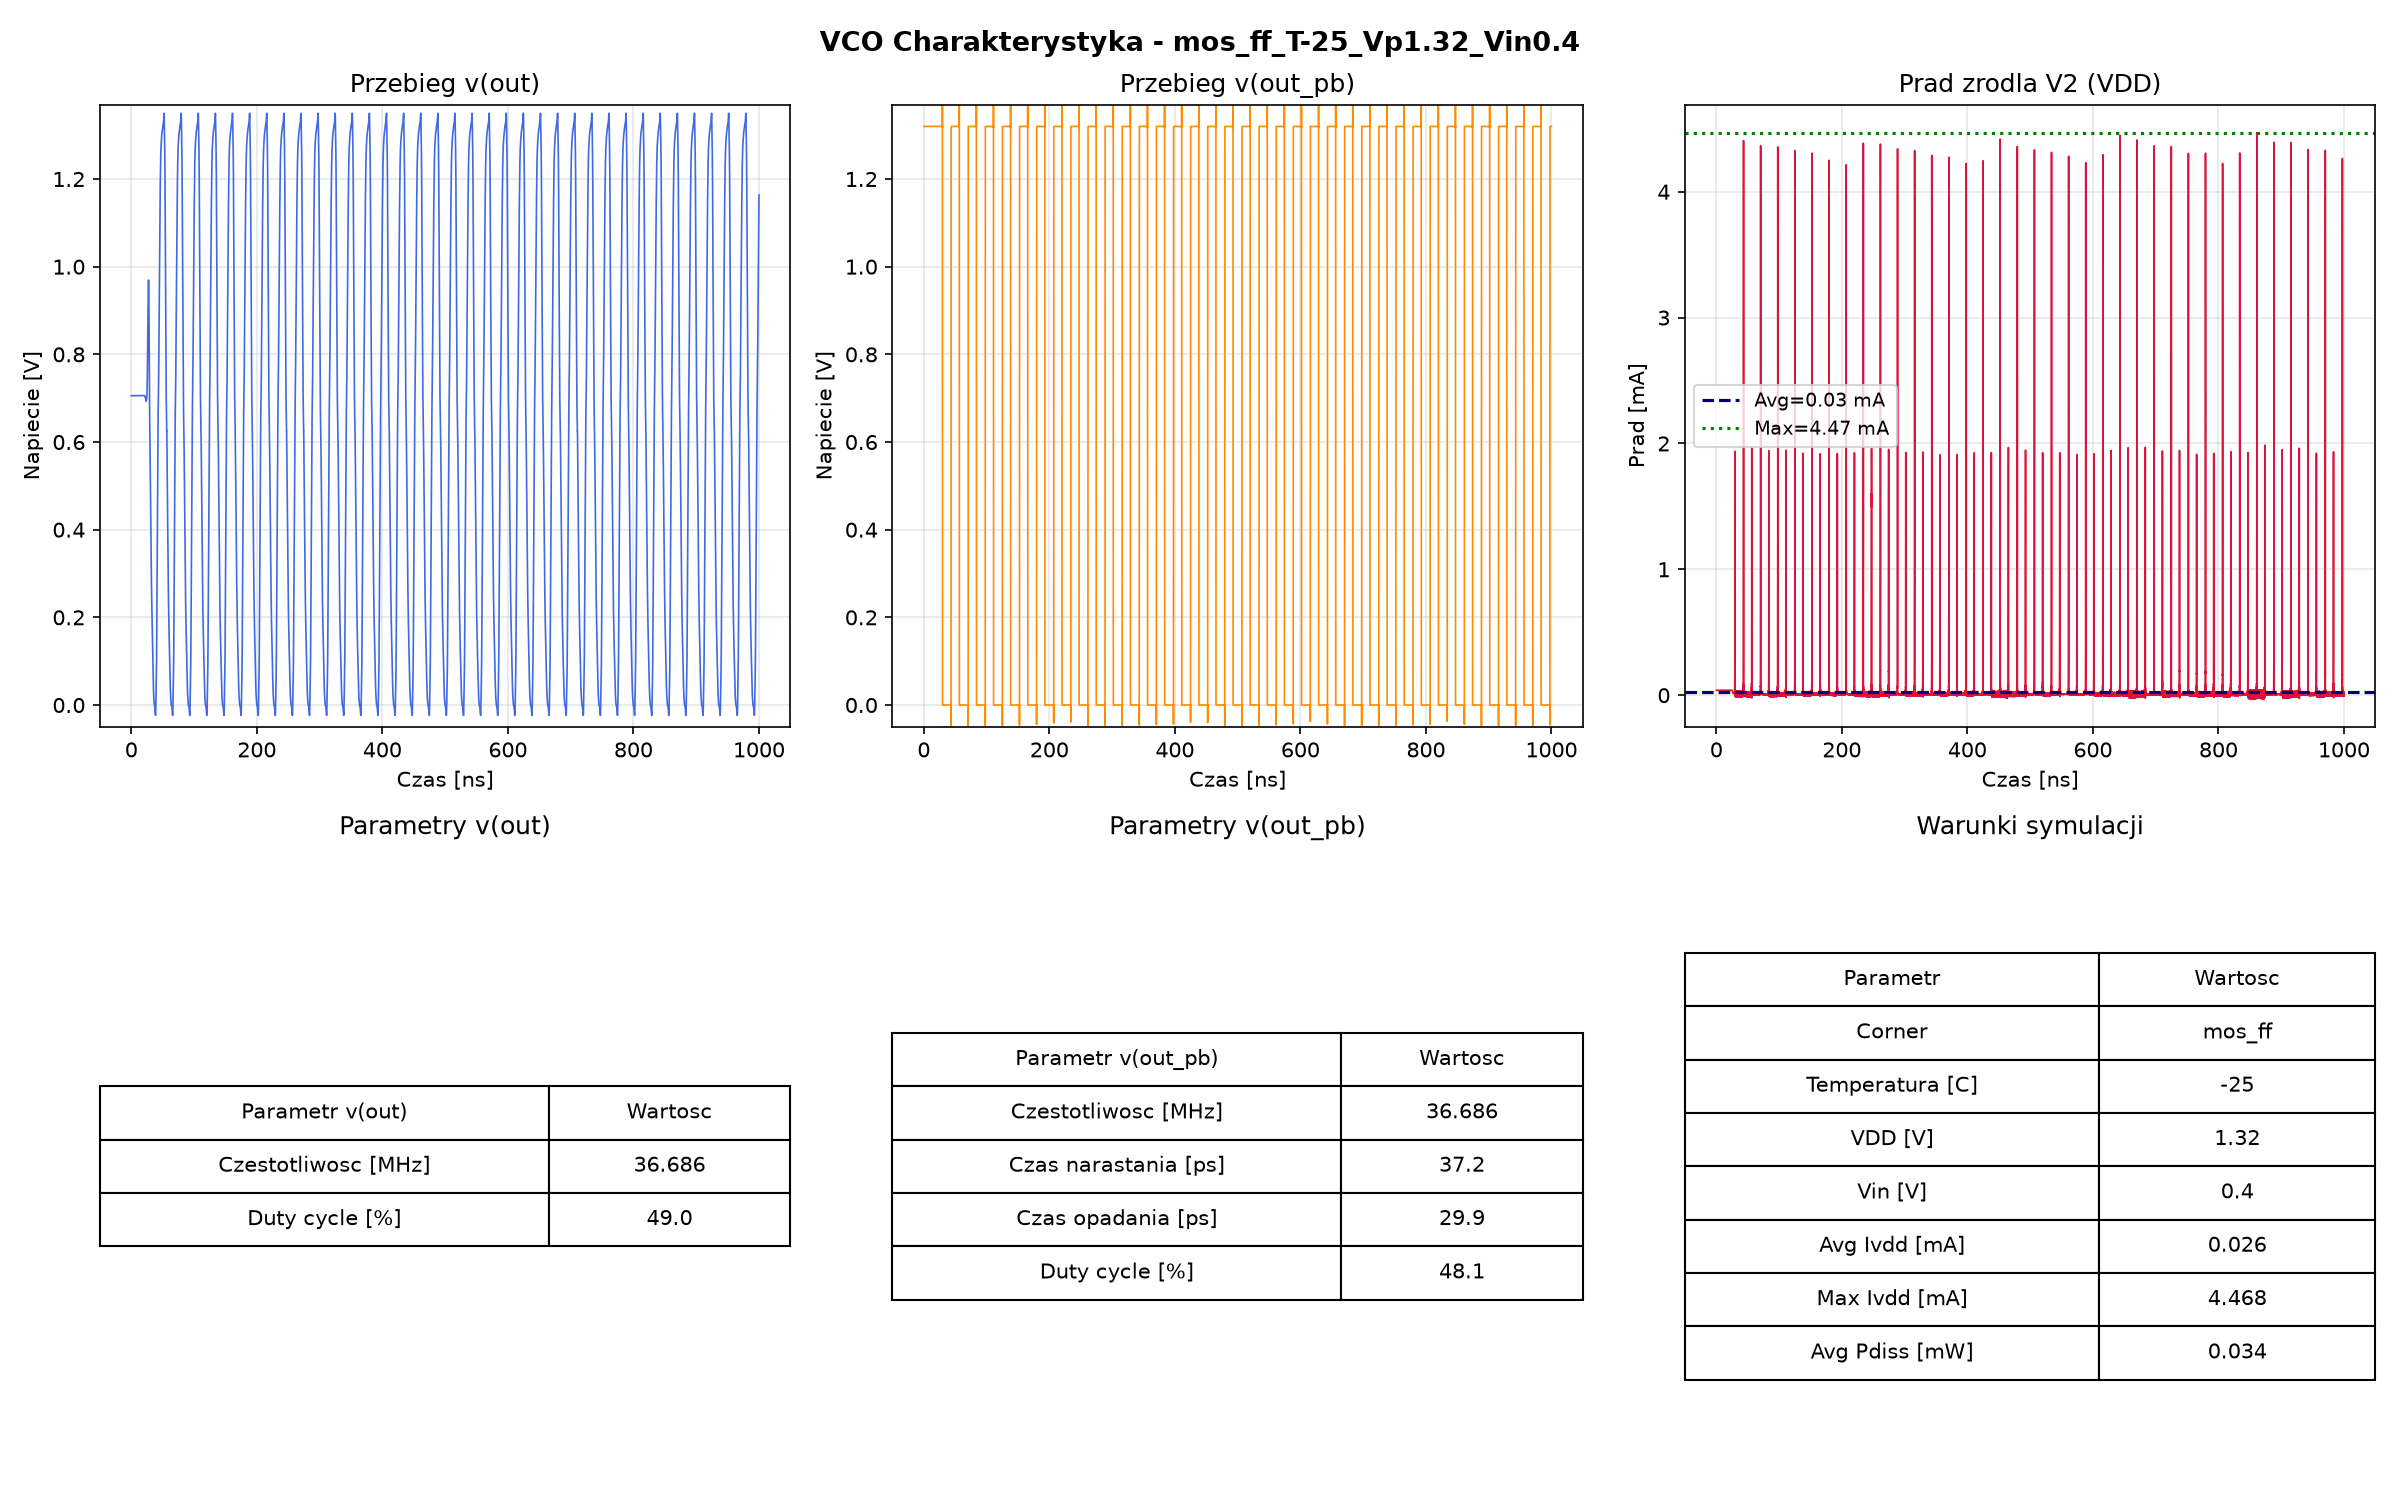 VCO Charakterystyka - mos_ff_T-25_Vp1.32_Vin0.4
Przebieg v(out)
Napiecie [V]
1.2
1.0
0.8
0.6
0.4
0.2
0.0
0 200 400 600 800 1000
Czas [ns]
Przebieg v(out_pb)
Napiecie [V]
1.2
1.0
0.8
0.6
0.4
0.2
0.0
0 200 400 600 800 1000
Czas [ns]
Prad zrodla V2 (VDD)
Prad [mA]
4
3
2
1
0
Avg=0.03 mA
Max=4.47 mA
0 200 400 600 800 1000
Czas [ns]
Parametry v(out)
Parametr v(out) Wartosc
Czestotliwosc [MHz] 36.686
Duty cycle [%] 49.0
Parametry v(out_pb)
Parametr v(out_pb) Wartosc
Czestotliwosc [MHz] 36.686
Czas narastania [ps] 37.2
Czas opadania [ps] 29.9
Duty cycle [%] 48.1
Warunki symulacji
Parametr Wartosc
Corner mos_ff
Temperatura [C] -25
VDD [V] 1.32
Vin [V] 0.4
Avg Ivdd [mA] 0.026
Max Ivdd [mA] 4.468
Avg Pdiss [mW] 0.034